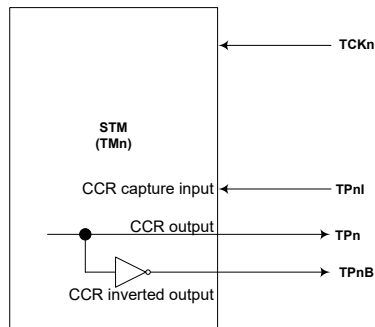 TCKn
STM
(TMn)
CCR capture input
TPnI
CCR output
TPn
TPnB
CCR inverted output